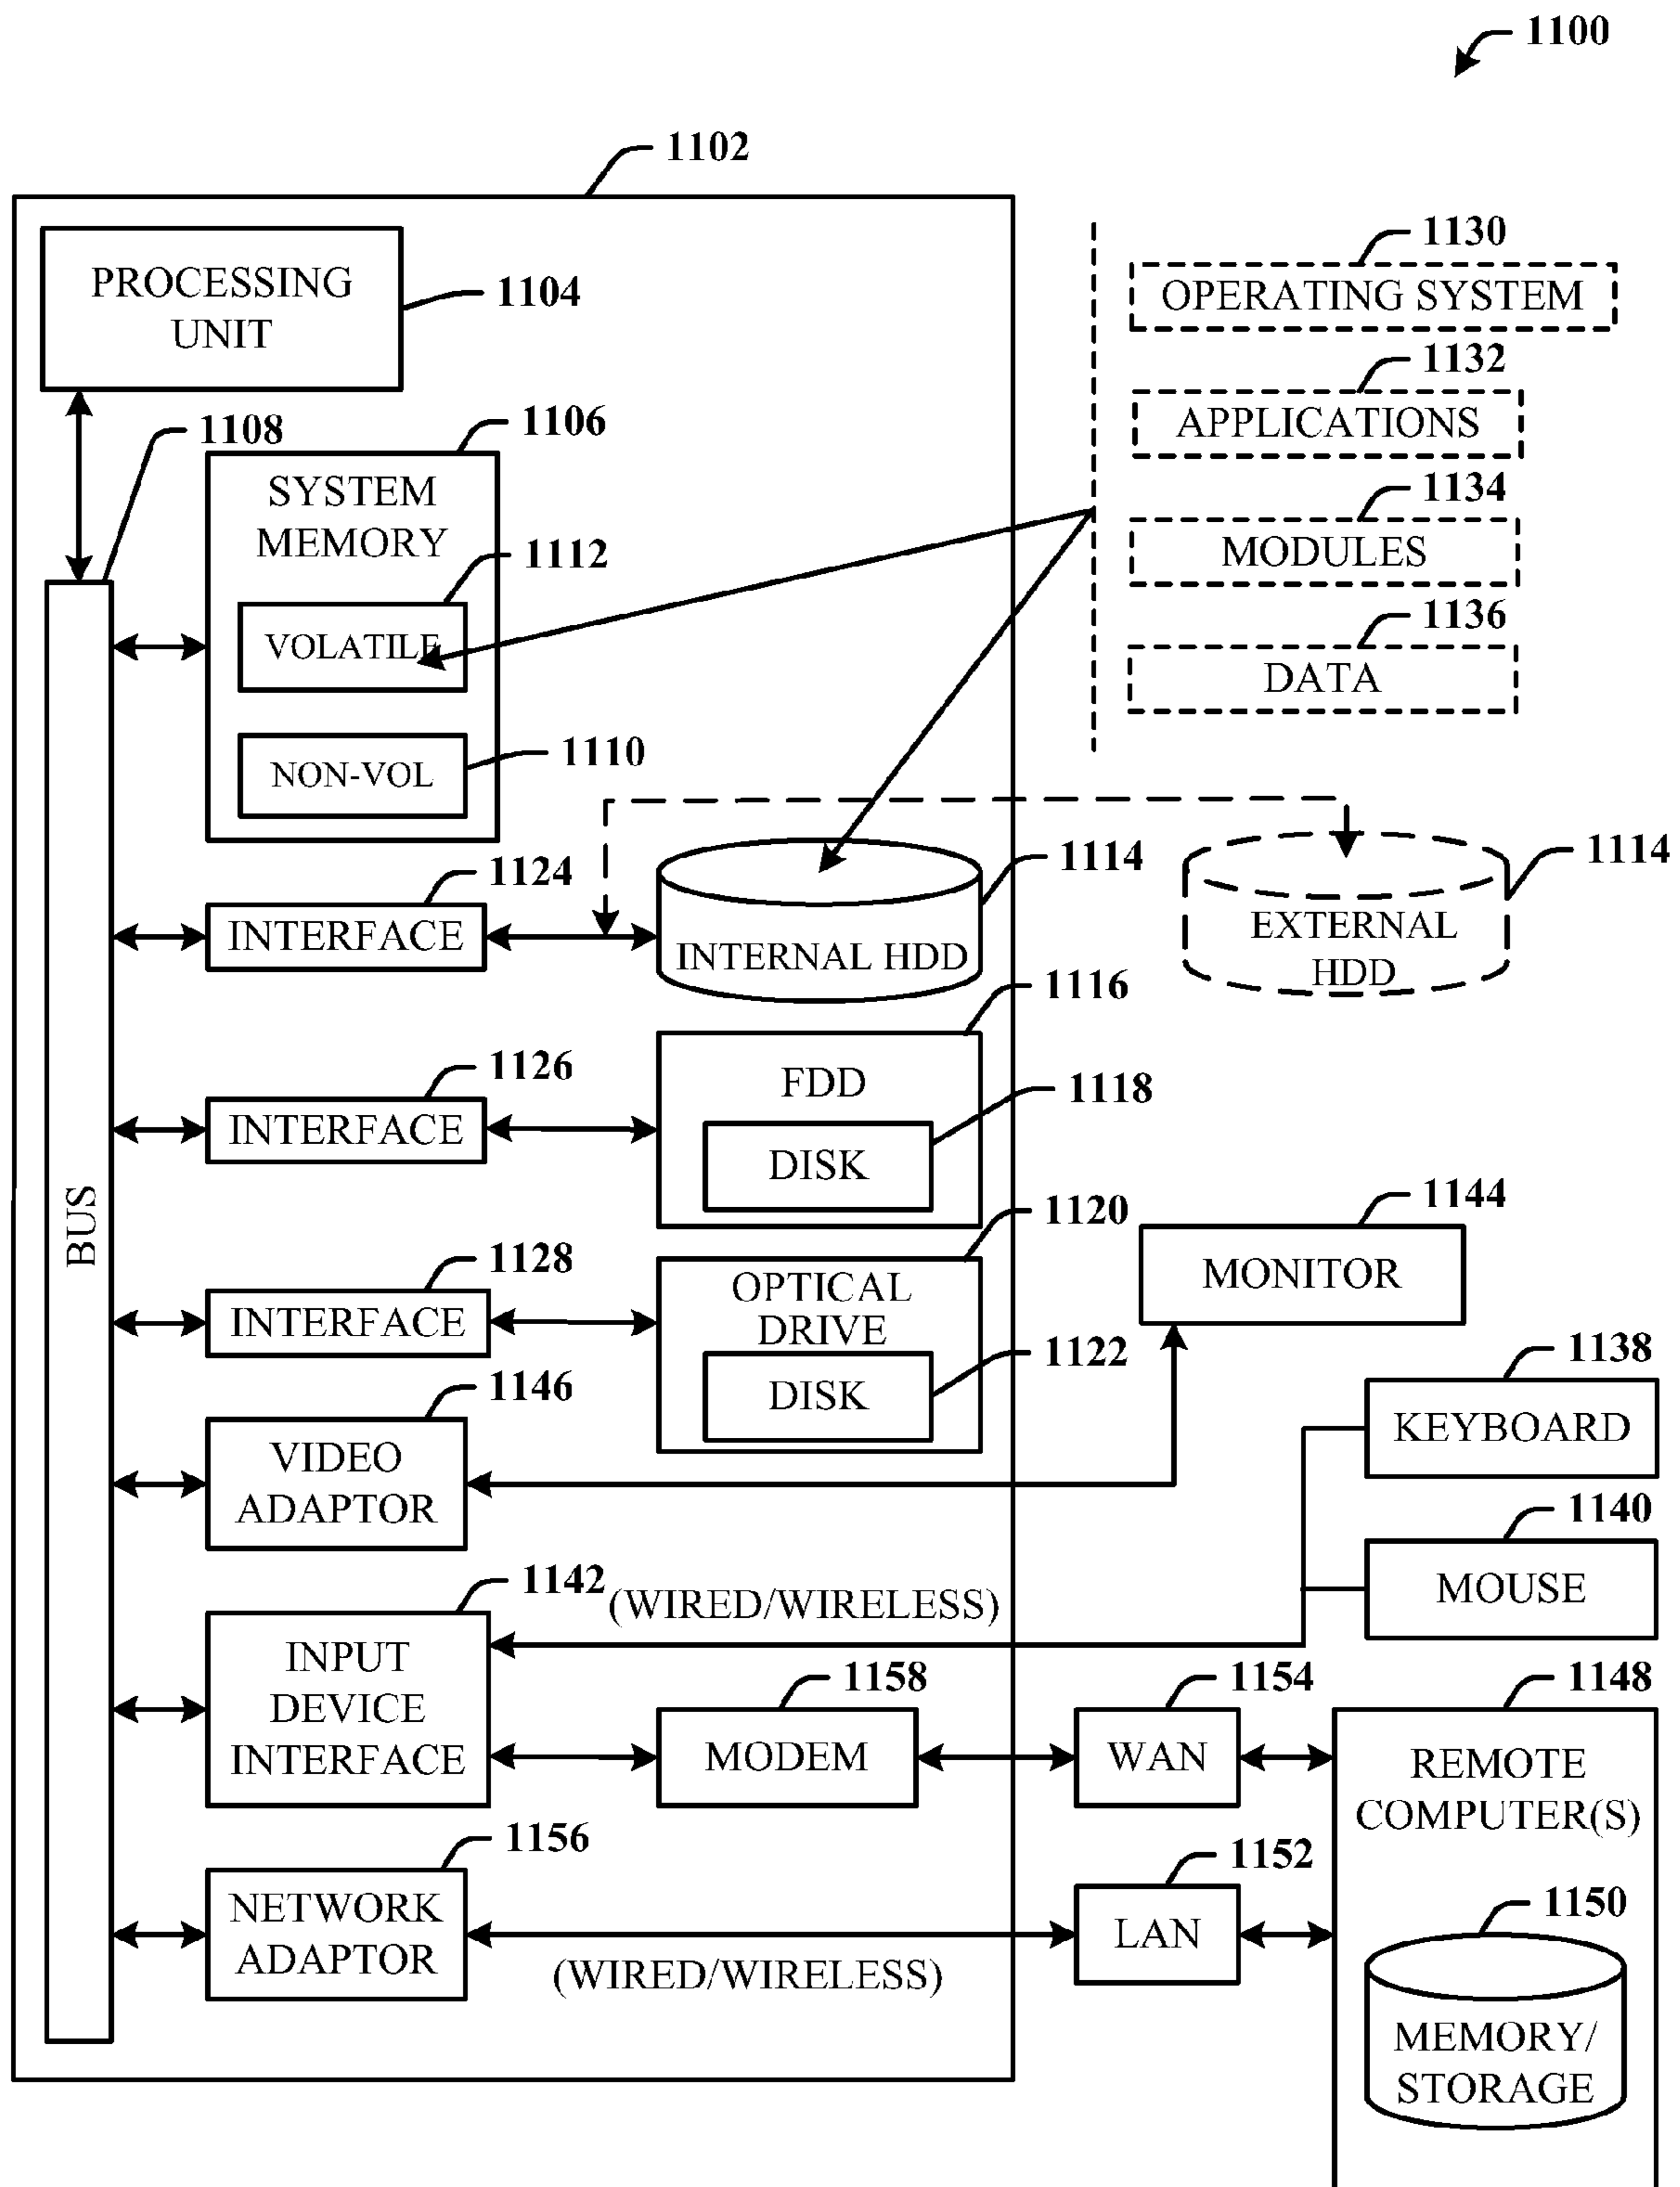 1100
1102
PROCESSING
UNIT
1104
1130
OPERATING SYSTEM
1132
APPLICATIONS
1134
MODULES
1136
DATA
1108
1106
SYSTEM
MEMORY
1112
VOLATILE
1110
NON-VOL
1124
INTERFACE
1114
INTERNAL HDD
1114
EXTERNAL
HDD
1116
FDD
1126
INTERFACE
1118
DISK
BUS
1120
OPTICAL
DRIVE
1128
INTERFACE
1122
DISK
1144
MONITOR
1146
VIDEO
ADAPTOR
1138
KEYBOARD
1140
MOUSE
1142
(WIRED/WIRELESS)
INPUT
DEVICE
INTERFACE
1158
MODEM
1154
WAN
1148
REMOTE
COMPUTER(S)
1156
NETWORK
ADAPTOR
(WIRED/WIRELESS)
1152
LAN
1150
MEMORY/
STORAGE